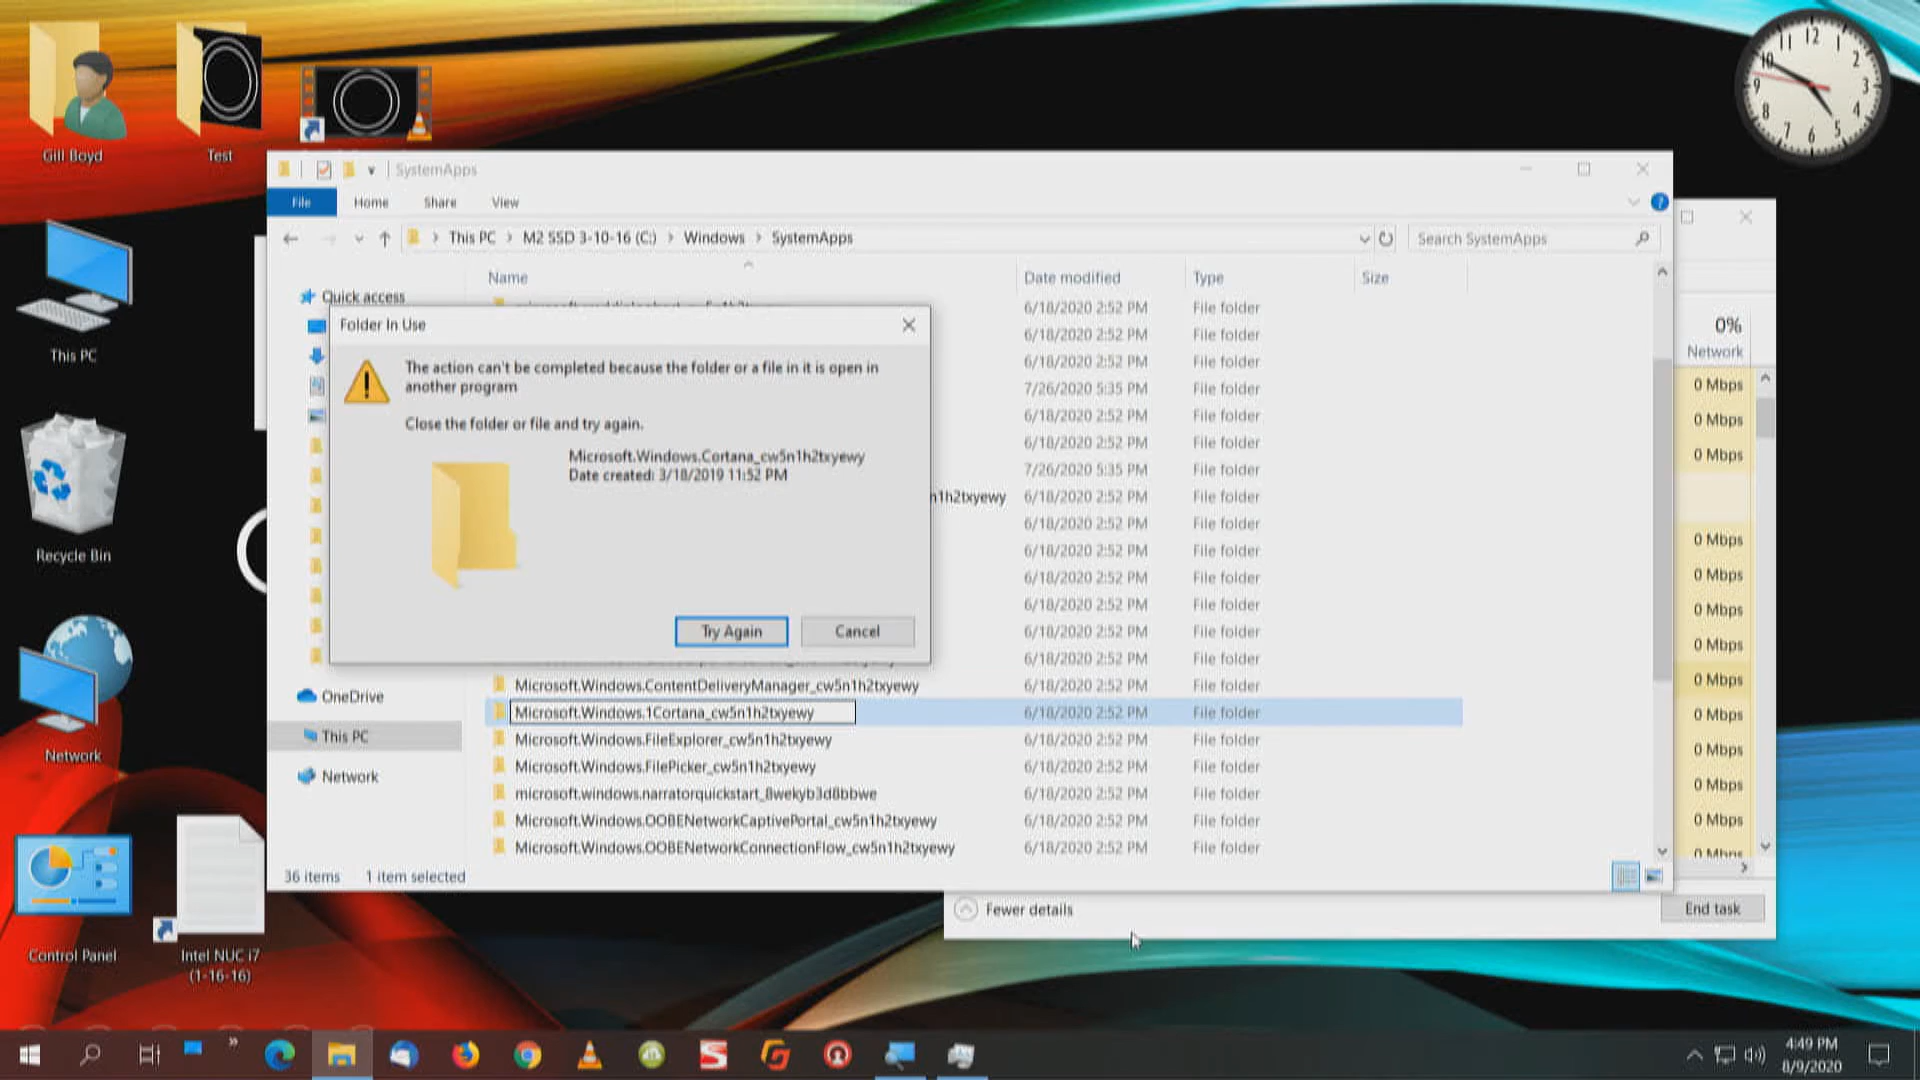 Gill Boyd
Test
This PC
Recycle Bin
Network
Control Panel
Intel NUC i7
(1-16-16)
12
1
2
3
4
5
6
7
8
9
10
11
SystemApps
File
Home
Share
View
?
This PC > M2 SSD 3-10-16 (C:) > Windows > SystemApps
Search SystemApps
Name
Date modified
Type
Size
Quick access
OneDrive
This PC
Network
6/18/2020 2:52 PM File folder
6/18/2020 2:52 PM File folder
6/18/2020 2:52 PM File folder
7/26/2020 5:35 PM File folder
6/18/2020 2:52 PM File folder
6/18/2020 2:52 PM File folder
7/26/2020 5:35 PM File folder
n1h2txyewy 6/18/2020 2:52 PM File folder
6/18/2020 2:52 PM File folder
6/18/2020 2:52 PM File folder
6/18/2020 2:52 PM File folder
6/18/2020 2:52 PM File folder
6/18/2020 2:52 PM File folder
6/18/2020 2:52 PM File folder
Microsoft.Windows.ContentDeliveryManager_cw5n1h2txyewy 6/18/2020 2:52 PM File folder
Microsoft.Windows.1Cortana_cw5n1h2txyewy 6/18/2020 2:52 PM File folder
Microsoft.Windows.FileExplorer_cw5n1h2txyewy 6/18/2020 2:52 PM File folder
Microsoft.Windows.FilePicker_cw5n1h2txyewy 6/18/2020 2:52 PM File folder
microsoft.windows.narratorquickstart_8wekyb3d8bbwe 6/18/2020 2:52 PM File folder
Microsoft.Windows.OOBENetworkCaptivePortal_cw5n1h2txyewy 6/18/2020 2:52 PM File folder
Microsoft.Windows.OOBENetworkConnectionFlow_cw5n1h2txyewy 6/18/2020 2:52 PM File folder
36 items 1 item selected
Folder In Use
The action can't be completed because the folder or a file in it is open in
another program
Close the folder or file and try again.
Microsoft.Windows.Cortana_cw5n1h2txyewy
Date created: 3/18/2019 11:52 PM
Try Again
Cancel
0%
Network
0 Mbps
0 Mbps
0 Mbps
0 Mbps
0 Mbps
0 Mbps
0 Mbps
0 Mbps
0 Mbps
0 Mbps
0 Mbps
0 Mbps
0 Mbps
Fewer details
End task
4:49 PM
8/9/2020